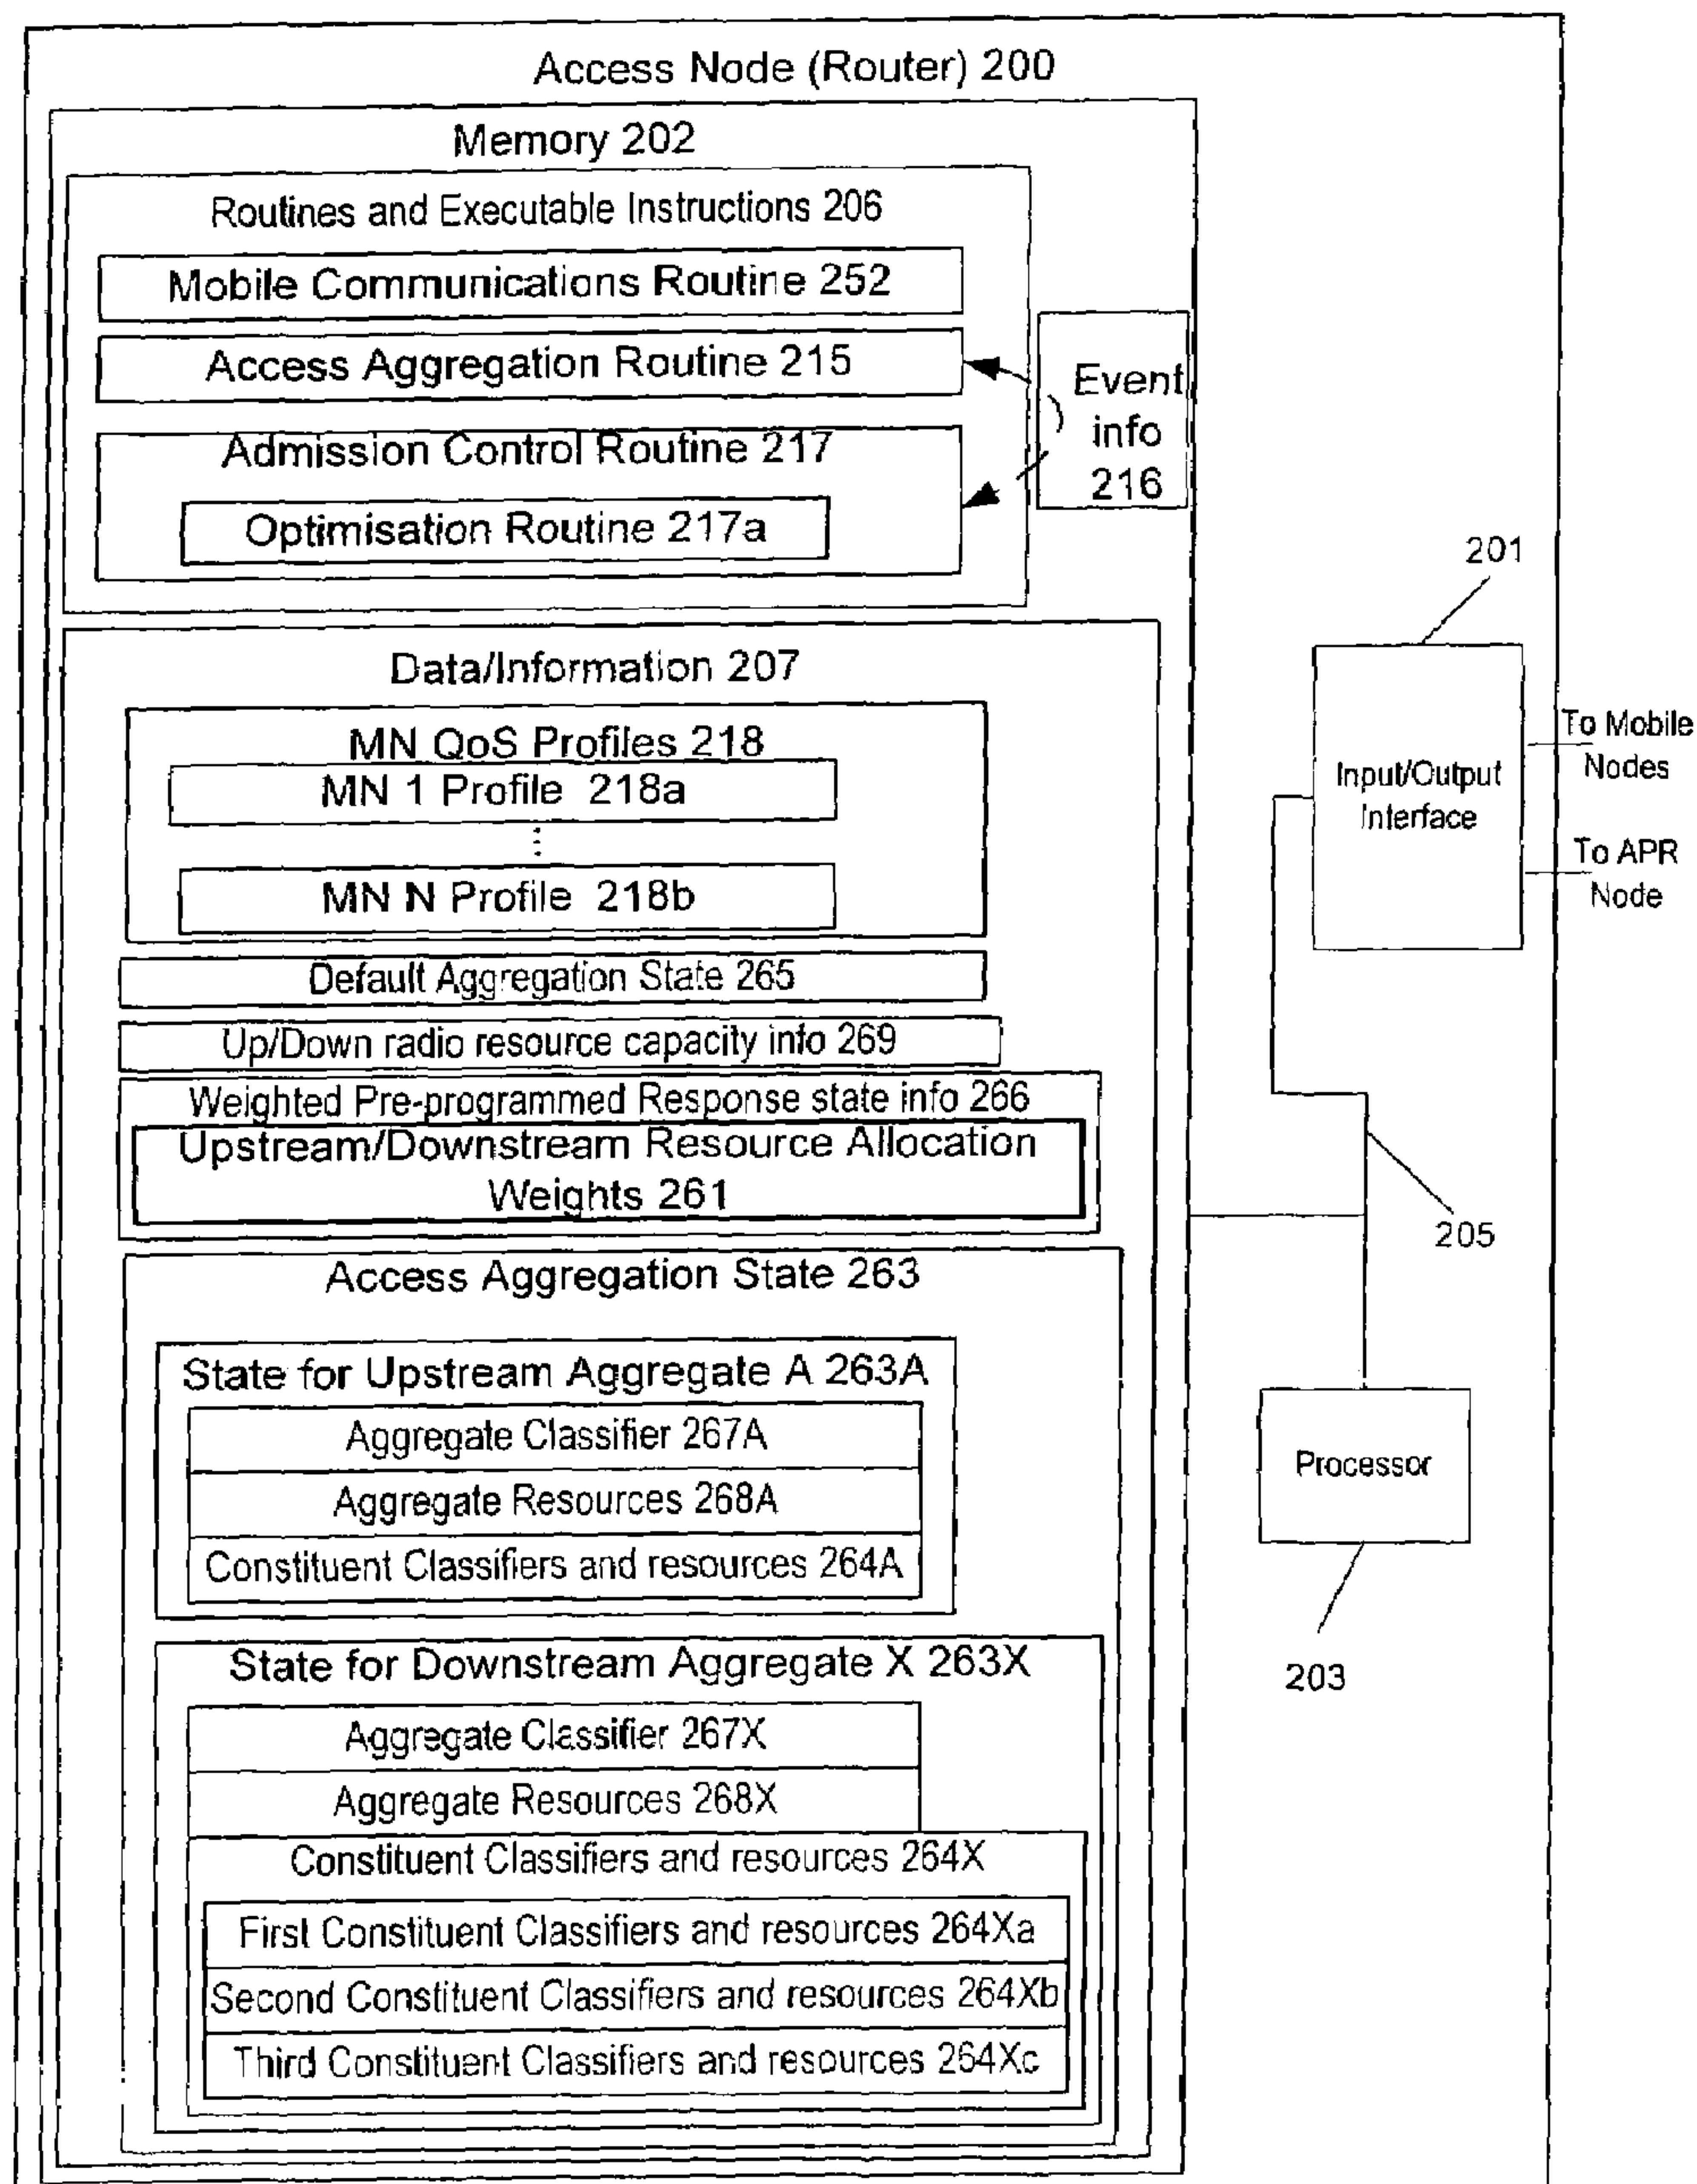 Access Node (Router) 200
Memory 202
Routines and Executable Instructions 206
Mobile Communications Routine 252
Access Aggregation Routine 215
Admission Control Routine 217
Optimisation Routine 217a
Event
info
216
201
Input/Output
Interface
To Mobile
Nodes
To APR
Node
205
Processor
203
Data/Information 207
MN QoS Profiles 218
MN 1 Profile 218a
MN N Profile 218b
Default Aggregation State 265
Up/Down radio resource capacity info 269
Weighted Pre-programmed Response state info 266
Upstream/Downstream Resource Allocation
Weights 261
Access Aggregation State 263
State for Upstream Aggregate A 263A
Aggregate Classifier 267A
Aggregate Resources 268A
Constituent Classifiers and resources 264A
State for Downstream Aggregate X 263X
Aggregate Classifier 267X
Aggregate Resources 268X
Constituent Classifiers and resources 264X
First Constituent Classifiers and resources 264Xa
Second Constituent Classifiers and resources 264Xb
Third Constituent Classifiers and resources 264Xc